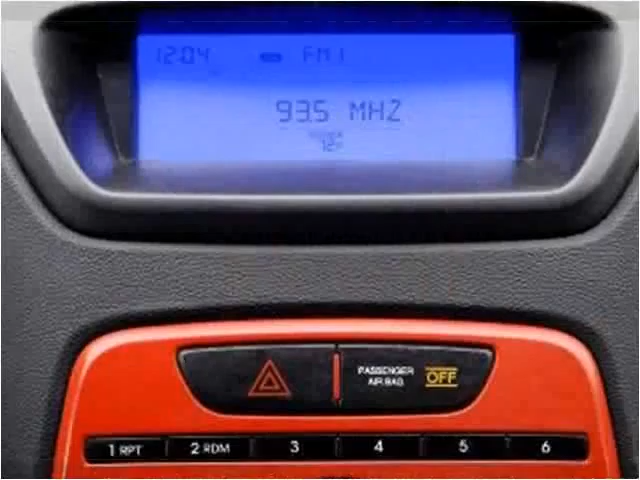 12:04 FM1
93.5 MHZ
PASSENGER
AIR BAG OFF
1 RPT 2 RDM 3 4 5 6